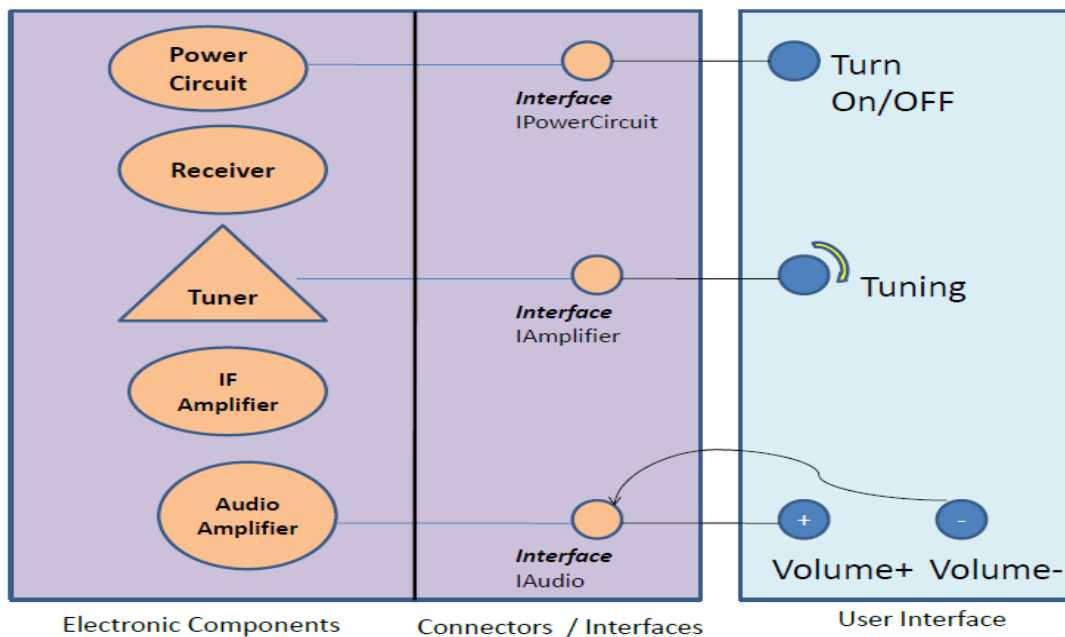 Power
Circuit
Interface
IPowerCircuit
Turn
On/OFF
Receiver
Tuner
Interface
IAmplifier
Tuning
IF
Amplifier
Audio
Amplifier
Interface
IAudio
+
-
Volume+ Volume-
Electronic Components
Connectors / Interfaces
User Interface